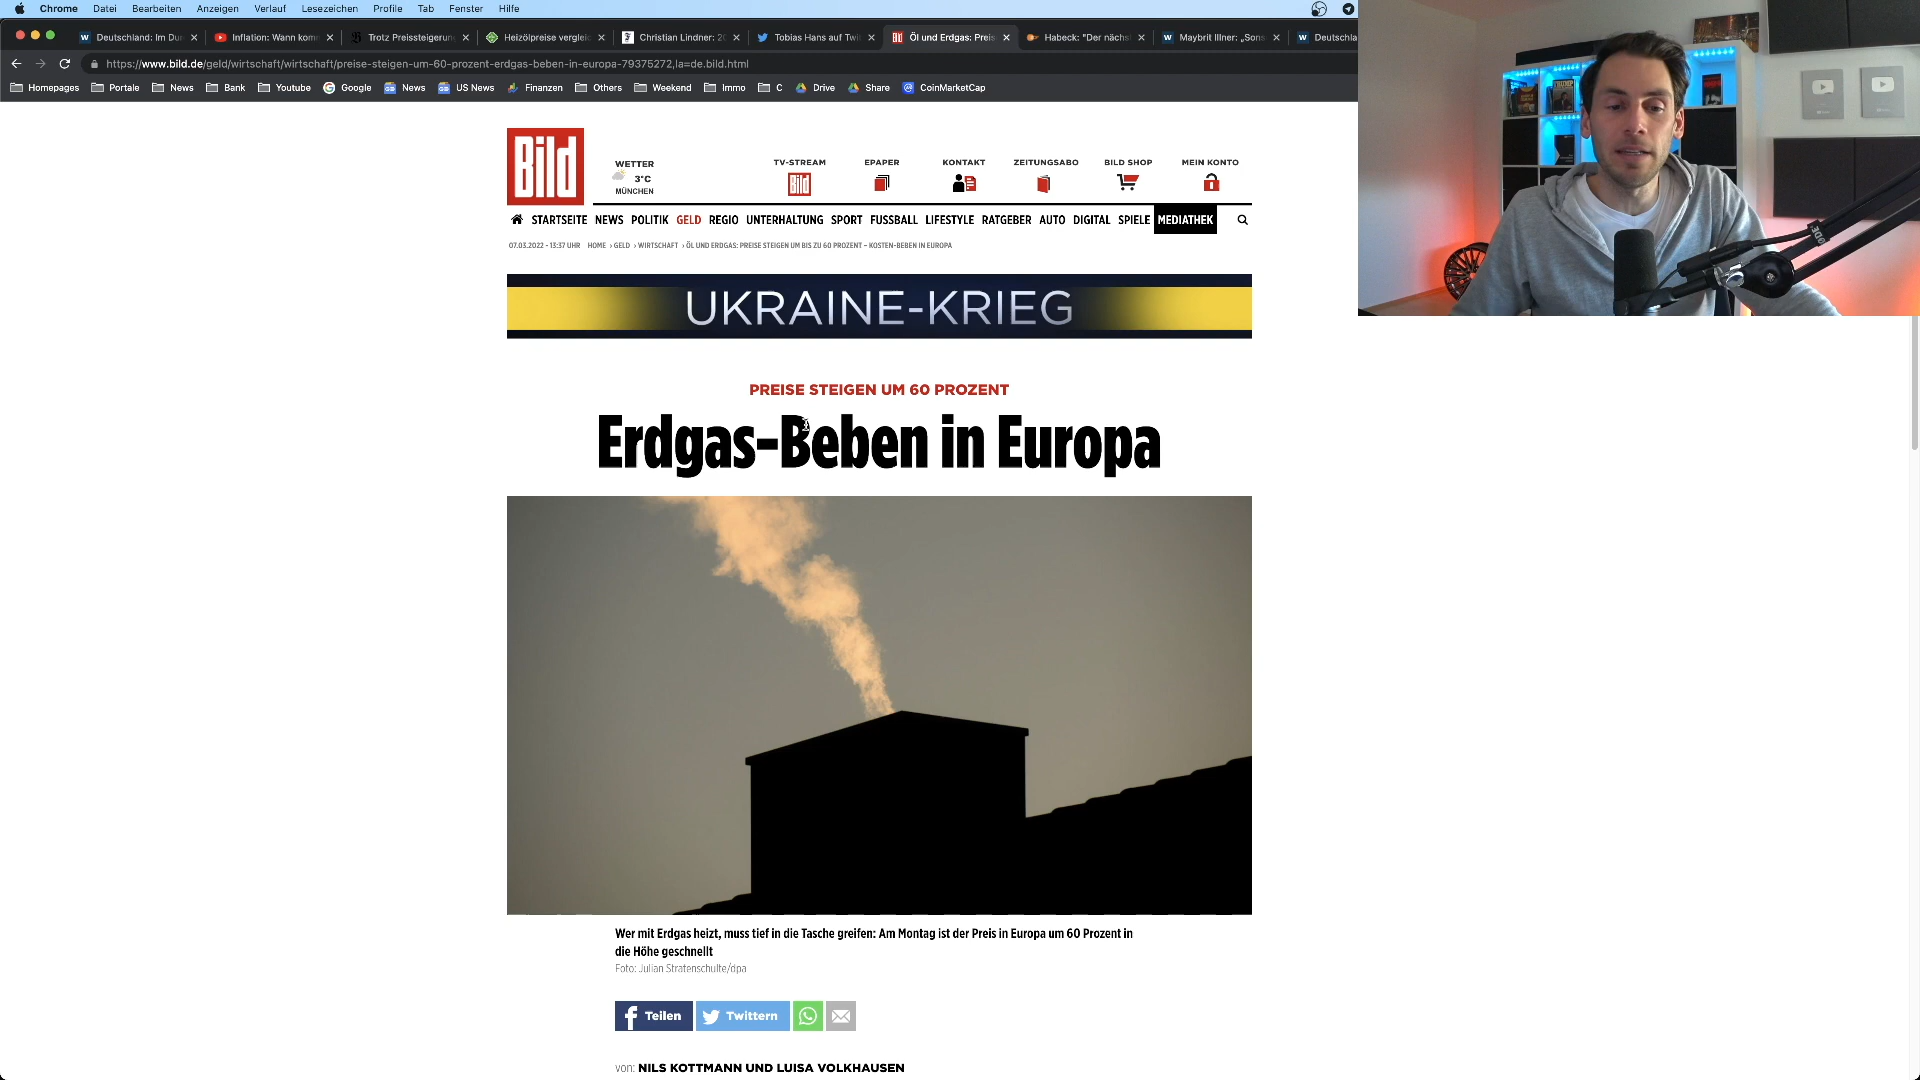 Chrome Datei Bearbeiten Anzeigen Verlauf Lesezeichen Profile Tab Fenster Hilfe
Deutschland: Im Du Inflation: Wann kom Trotz Preissteigerun Heizölpreise verglei Christian Lindner: 20 Tobias Hans auf Twi Öl und Erdgas: Preis Habeck: "Der nächs Maybrit Illner: „Sons Deutschla
https://www.bild.de/geld/wirtschaft/wirtschaft/preise-steigen-um-60-prozent-erdgas-beben-in-europa-79375272,la=de.bild.html
Homepages Portale News Bank Youtube Google News US News Finanzen Others Weekend Immo C Drive Share CoinMarketCap
Bild
WETTER
3°C
MÜNCHEN
TV-STREAM EPAPER KONTAKT ZEITUNGSABO BILD SHOP MEIN KONTO
Bild
STARTSEITE NEWS POLITIK GELD REGIO UNTERHALTUNG SPORT FUSSBALL LIFESTYLE RATGEBER AUTO DIGITAL SPIELE MEDIATHEK
07.03.2022 - 13:37 UHR HOME › GELD › WIRTSCHAFT › ÖL UND ERDGAS: PREISE STEIGEN UM BIS ZU 60 PROZENT – KOSTEN-BEBEN IN EUROPA
UKRAINE-KRIEG
PREISE STEIGEN UM 60 PROZENT
Erdgas-Beben in Europa
Wer mit Erdgas heizt, muss tief in die Tasche greifen: Am Montag ist der Preis in Europa um 60 Prozent in
die Höhe geschnellt
Foto: Julian Stratenschulte/dpa
Teilen Twittern
von: NILS KOTTMANN UND LUISA VOLKHAUSEN